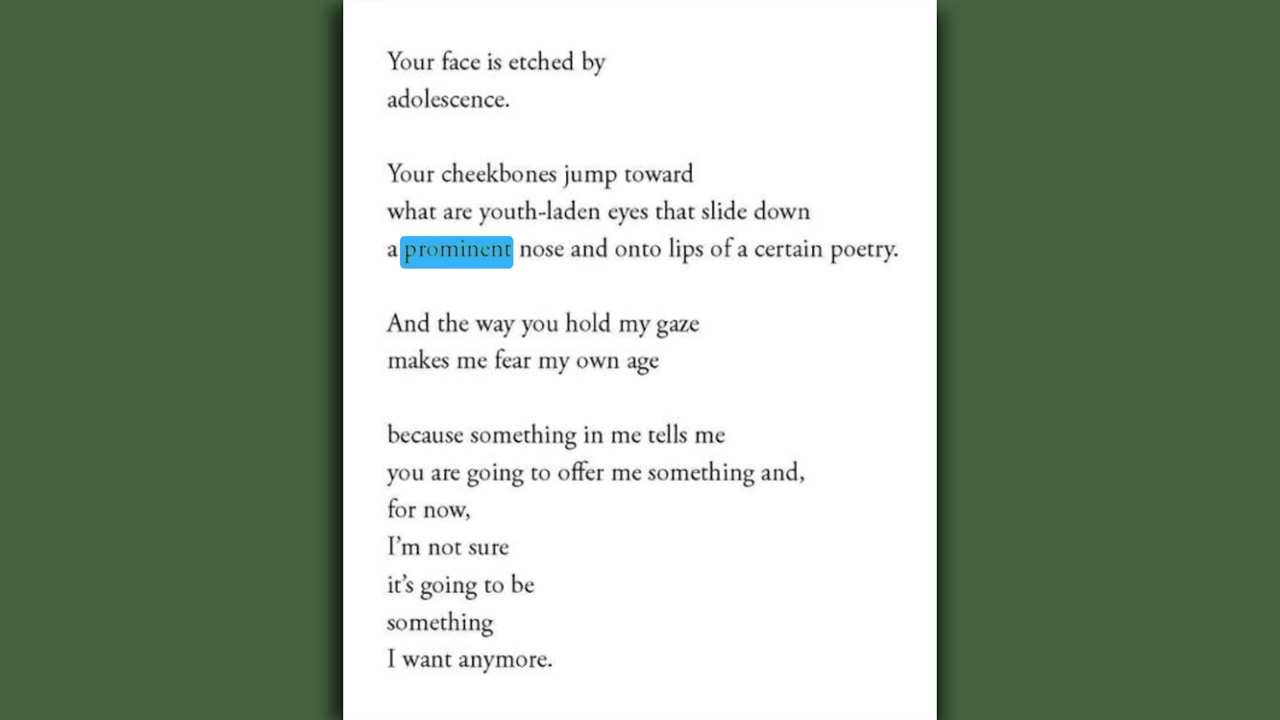 Your face is etched by
adolescence.
Your cheekbones jump toward
what are youth-laden eyes that slide down
a prominent nose and onto lips of a certain poetry.
And the way you hold my gaze
makes me fear my own age
because something in me tells me
you are going to offer me something and,
for now,
I’m not sure
it’s going to be
something
I want anymore.